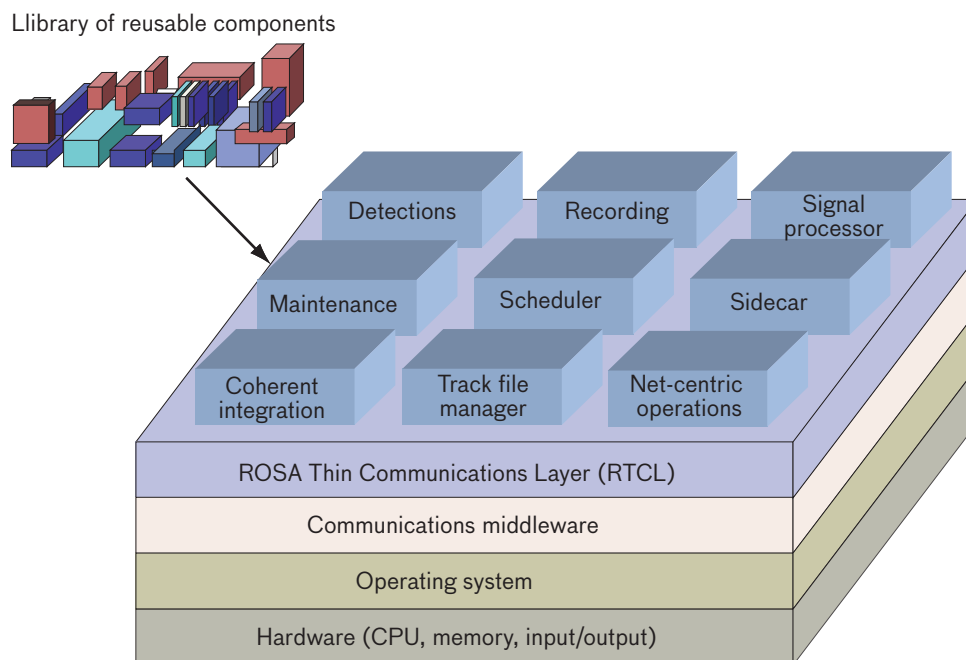 Llibrary of reusable components
Detections
Recording
Signal
processor
Maintenance
Scheduler
Sidecar
Coherent
integration
Track file
manager
Net-centric
operations
ROSA Thin Communications Layer (RTCL)
Communications middleware
Operating system
Hardware (CPU, memory, input/output)